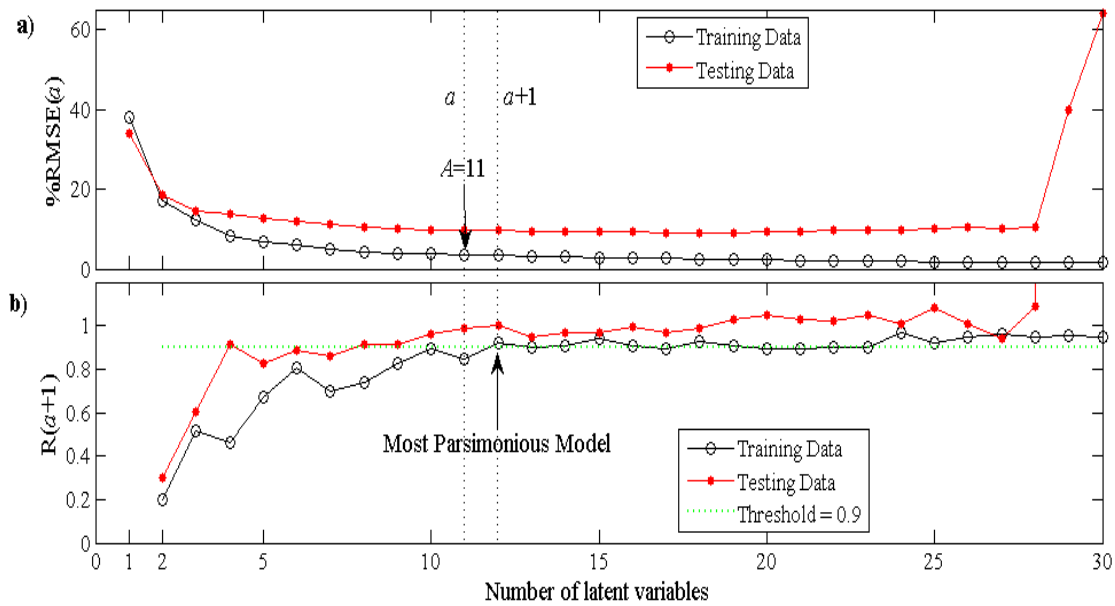 a)
60
40
20
0
%RMSE(a)
Training Data
Testing Data
a
a+1
A=11
b)
1
0.8
0.6
0.4
0.2
0
R(a+1)
Most Parsimonious Model
Training Data
Testing Data
Threshold = 0.9
0 1 2 5 10 15 20 25 30
Number of latent variables